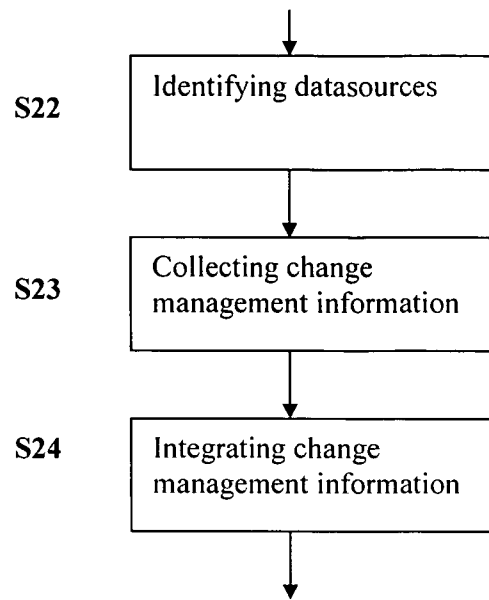 S22
Identifying datasources
S23
Collecting change
management information
S24
Integrating change
management information